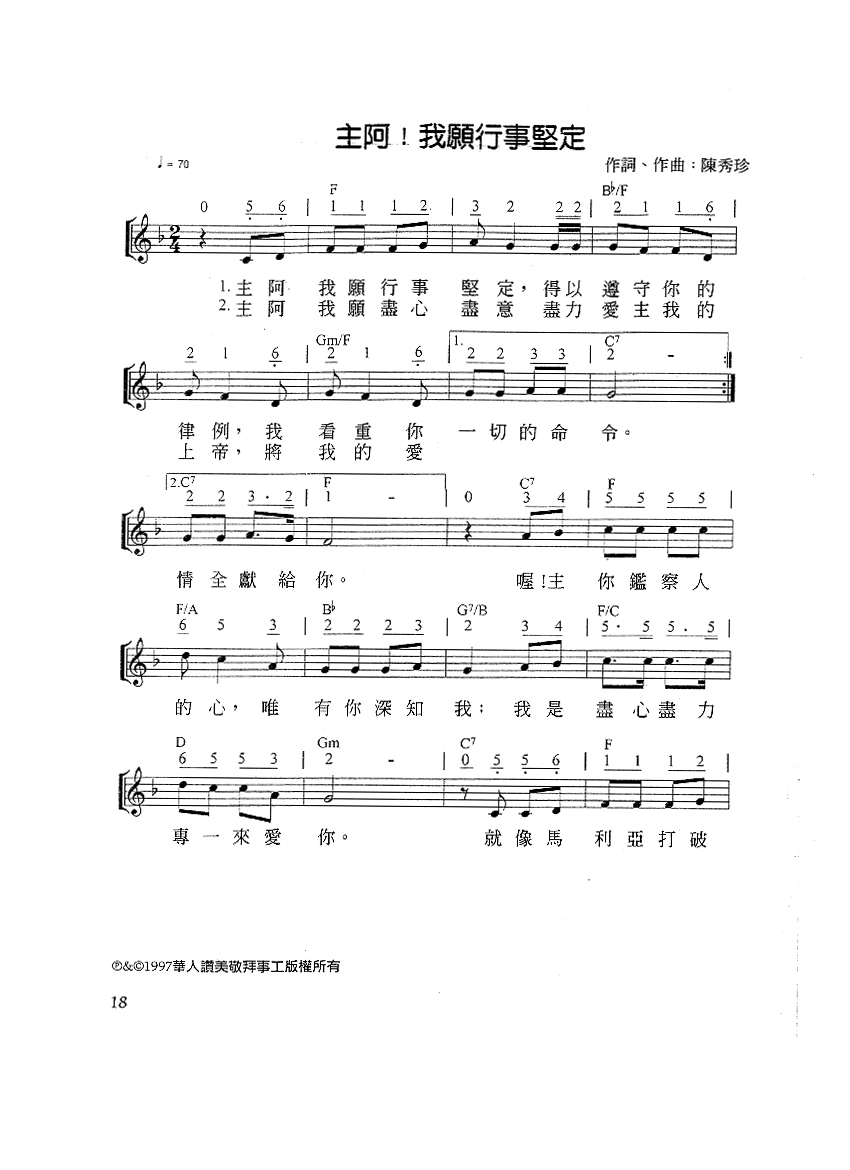 主阿！我願行事堅定
♩= 70
作詞、作曲：陳秀珍
F B♭/F
0 5 6 | 1 1 1 2 | 3 2 2 2 | 2 1 1 6 |
1.主 阿 我 願 行 事 堅 定，得 以 遵 守 你 的
2.主 阿 我 願 盡 心 盡 意 盡 力 愛 主 我 的
Gm/F 1. C7
2 1 6 | 2 1 6 | 2 2 3 3 | 2 - :||
律 例，我 看 重 你 一 切 的 命 令。
上 帝，將 我 的 愛
2.C7 F C7 F
2 2 3· 2 | 1 - | 0 3 4 | 5 5 5 5 |
情 全 獻 給 你。 喔！主 你 鑑 察 人
F/A B♭ G7/B F/C
6 5 3 | 2 2 2 3 | 2 3 4 | 5· 5 5· 5 |
的 心，唯 有 你 深 知 我；我 是 盡 心 盡 力
D Gm C7 F
6 5 5 3 | 2 - | 0 5 5 6 | 1 1 1 2 |
專 一 來 愛 你。 就 像 馬 利 亞 打 破
℗&©1997華人讚美敬拜事工版權所有
18